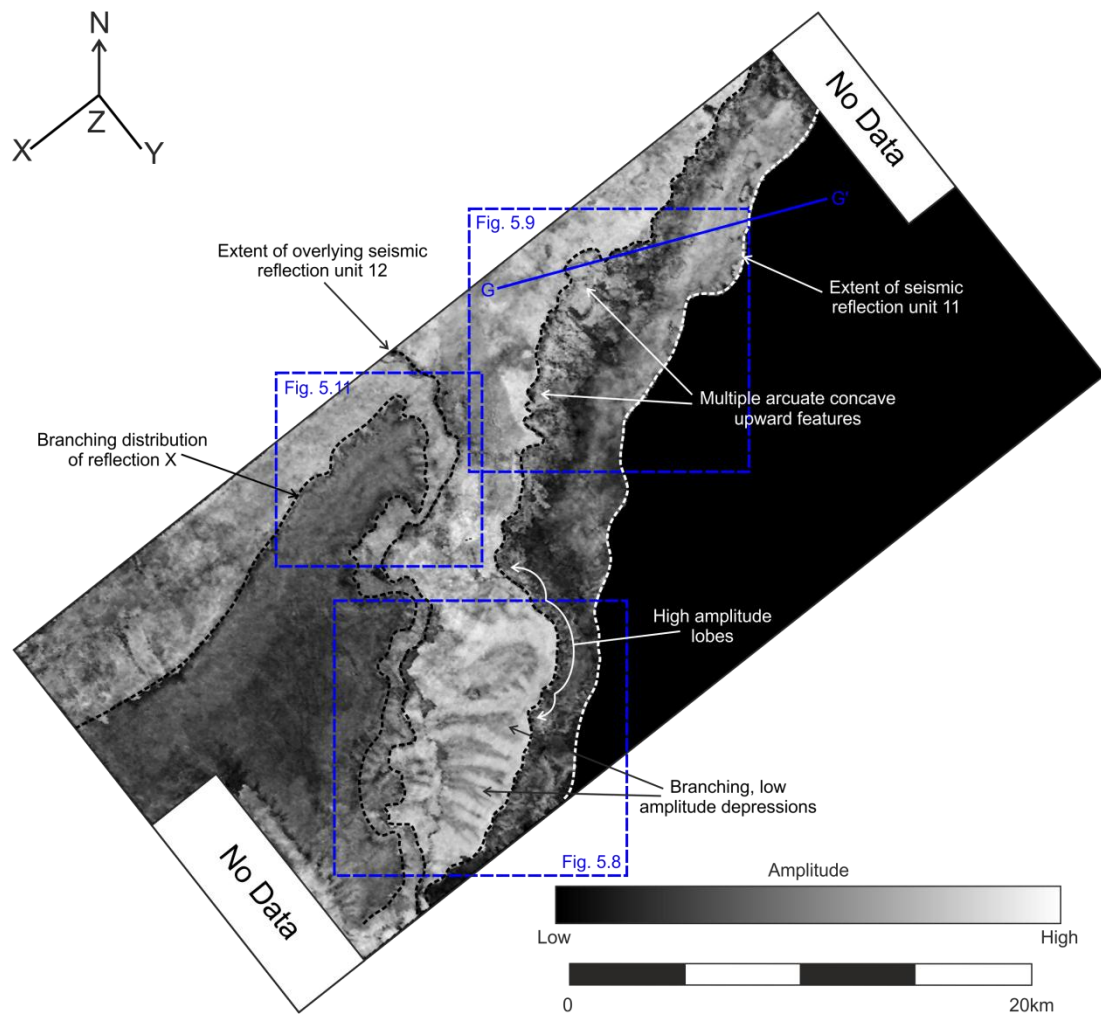 N
Z
X
Y
No Data
Fig. 5.9
G'
G
Extent of overlying seismic
reflection unit 12
Extent of seismic
reflection unit 11
Fig. 5.11
Multiple arcuate concave
upward features
Branching distribution
of reflection X
High amplitude
lobes
Branching, low
amplitude depressions
No Data
Fig. 5.8
Amplitude
Low
High
0
20km